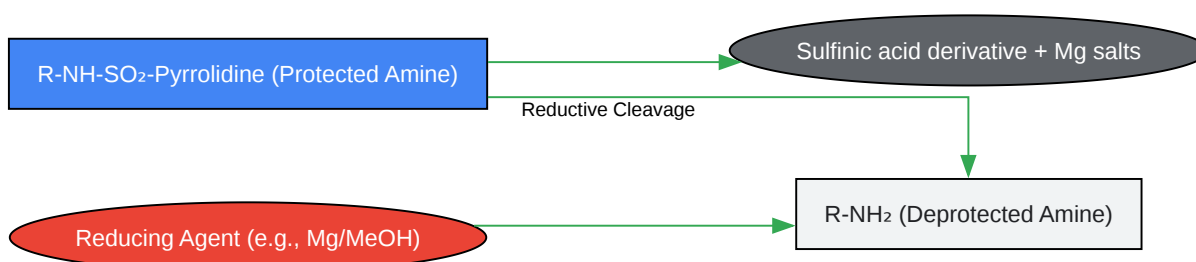 R-NH-SO₂-Pyrrolidine (Protected Amine)
Sulfinic acid derivative + Mg salts
Reductive Cleavage
R-NH₂ (Deprotected Amine)
Reducing Agent (e.g., Mg/MeOH)